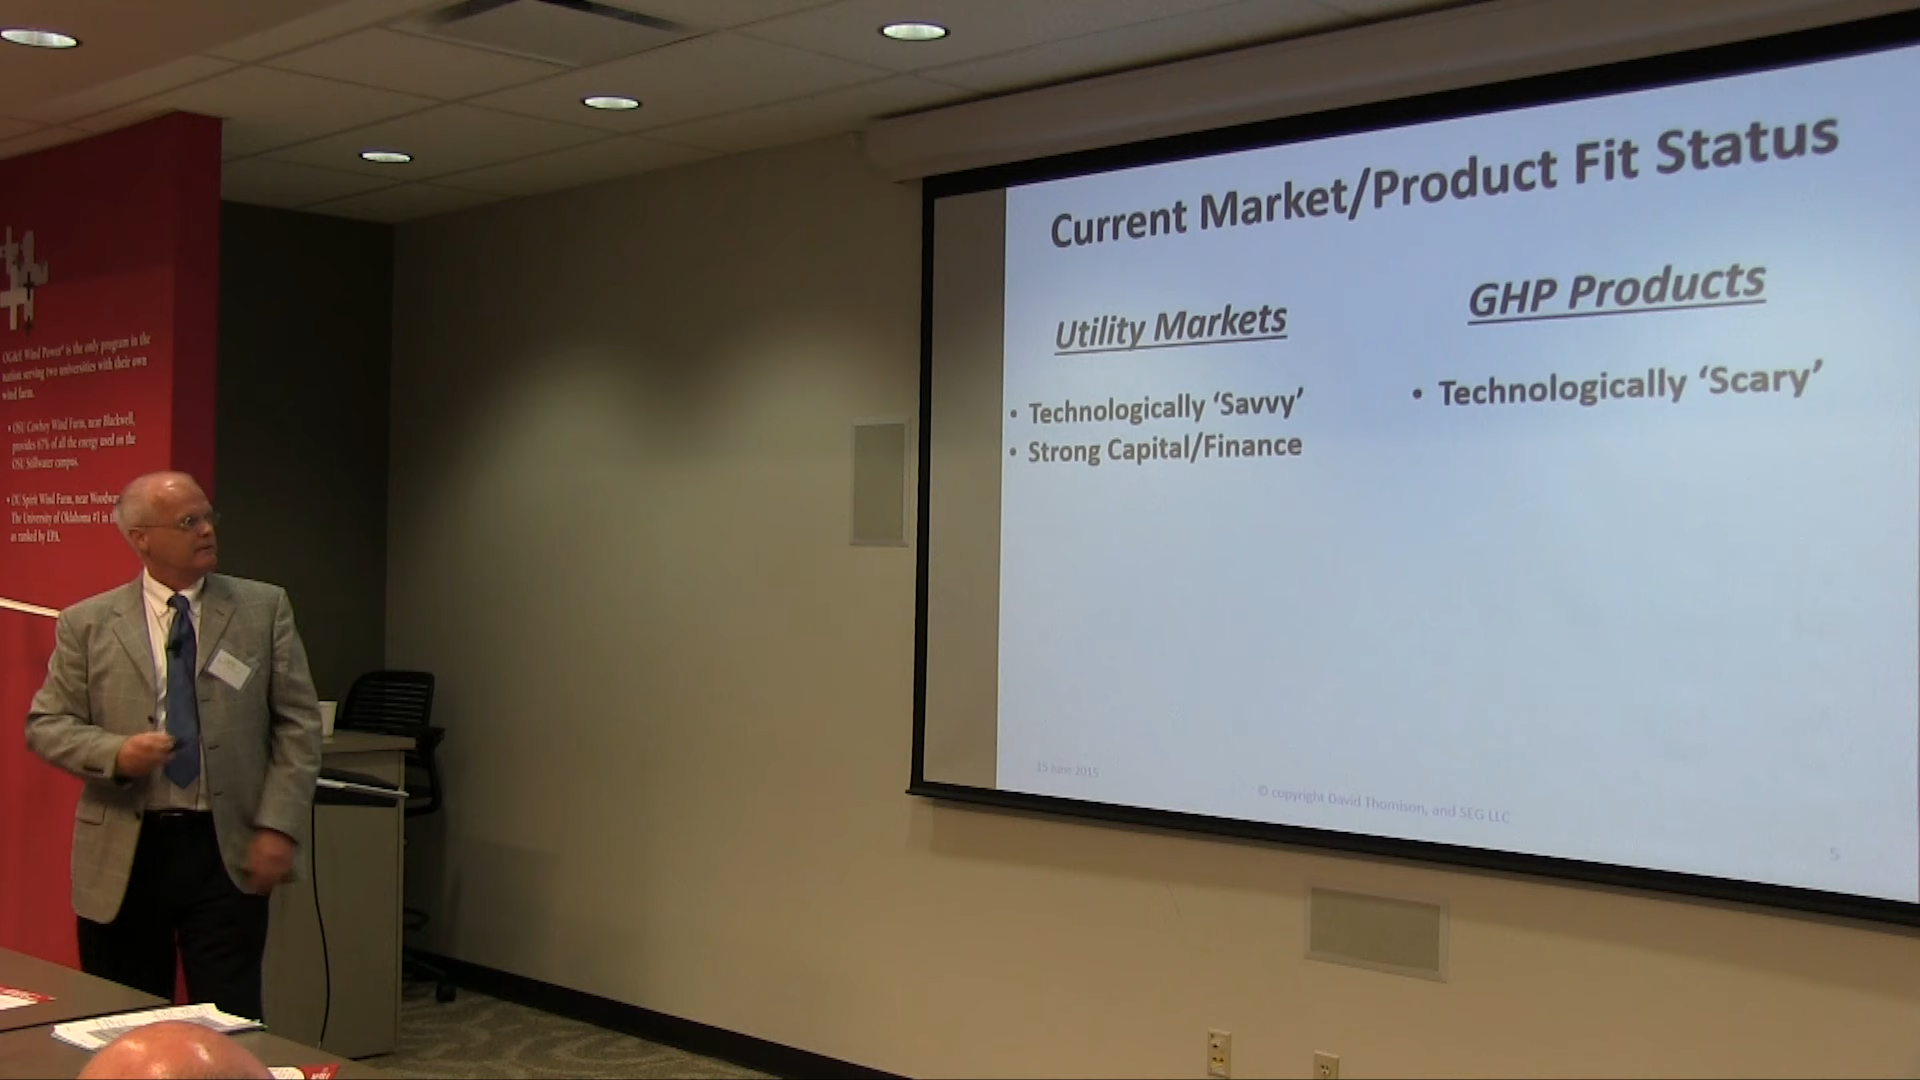 OG&E Wind Power® is the only program in the
nation serving two universities with their own
wind farm.
• OSU Cowboy Wind Farm, near Blackwell,
provides 67% of all the energy used on the
OSU Stillwater campus.
• OU Spirit Wind Farm, near Woodwa
The University of Oklahoma #1 in th
as ranked by EPA.
Current Market/Product Fit Status
Utility Markets
• Technologically ‘Savvy’
• Strong Capital/Finance
GHP Products
• Technologically ‘Scary’
15 June 2015
© copyright David Thomison, and SEG LLC
5